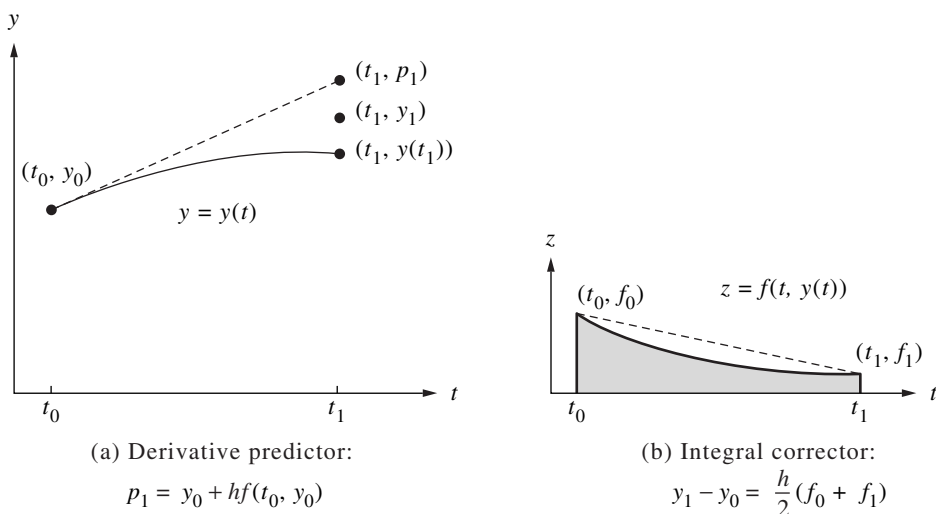 y
(t₀, y₀)
(t₁, p₁)
(t₁, y₁)
(t₁, y(t₁))
y = y(t)
t₀
t₁
t
(a) Derivative predictor:
p₁ = y₀ + hf(t₀, y₀)
z
(t₀, f₀)
z = f(t, y(t))
(t₁, f₁)
t₀
t₁
t
(b) Integral corrector:
y₁ – y₀ = h/2 (f₀ + f₁)